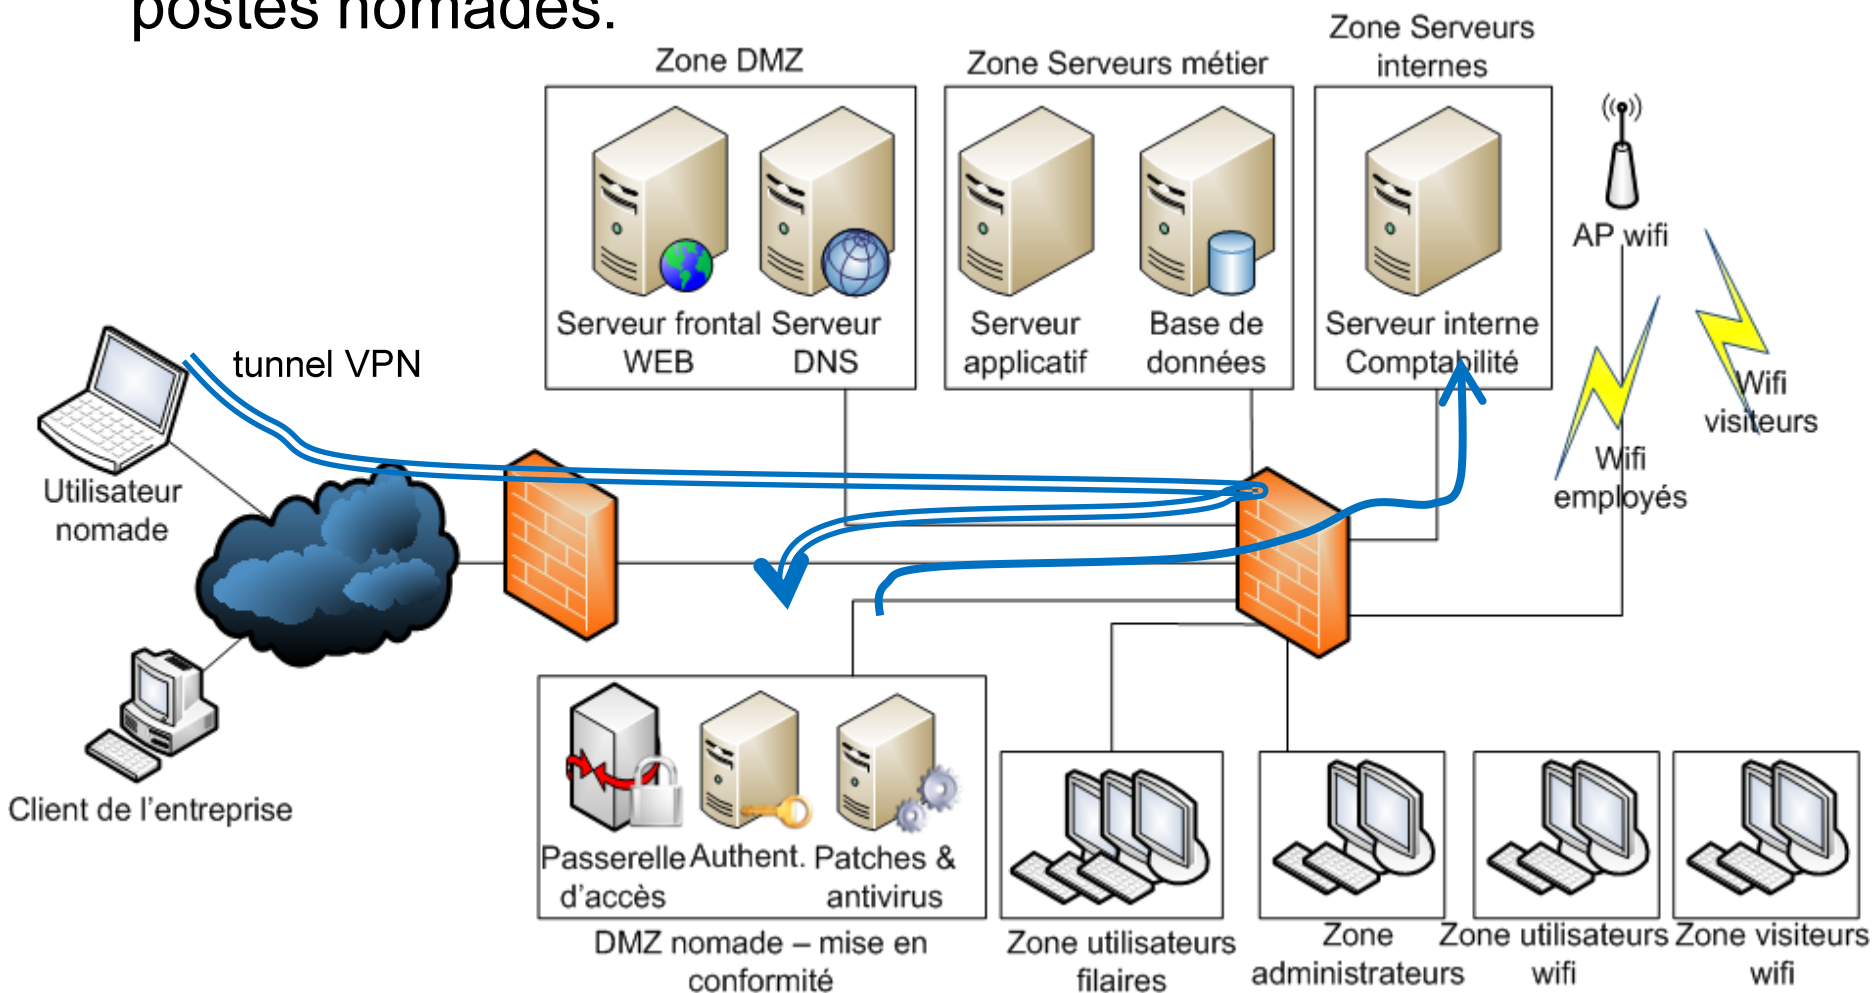 postes nomades.
Zone DMZ
Zone Serveurs métier
Zone Serveurs
internes
AP wifi
Serveur frontal
WEB
Serveur
DNS
Serveur
applicatif
Base de
données
Serveur interne
Comptabilité
tunnel VPN
Wifi
visiteurs
Wifi
employés
Utilisateur
nomade
Client de l'entreprise
Passerelle
d'accès
Authent.
Patches &
antivirus
DMZ nomade – mise en
conformité
Zone utilisateurs
filaires
Zone
administrateurs
Zone utilisateurs
wifi
Zone visiteurs
wifi